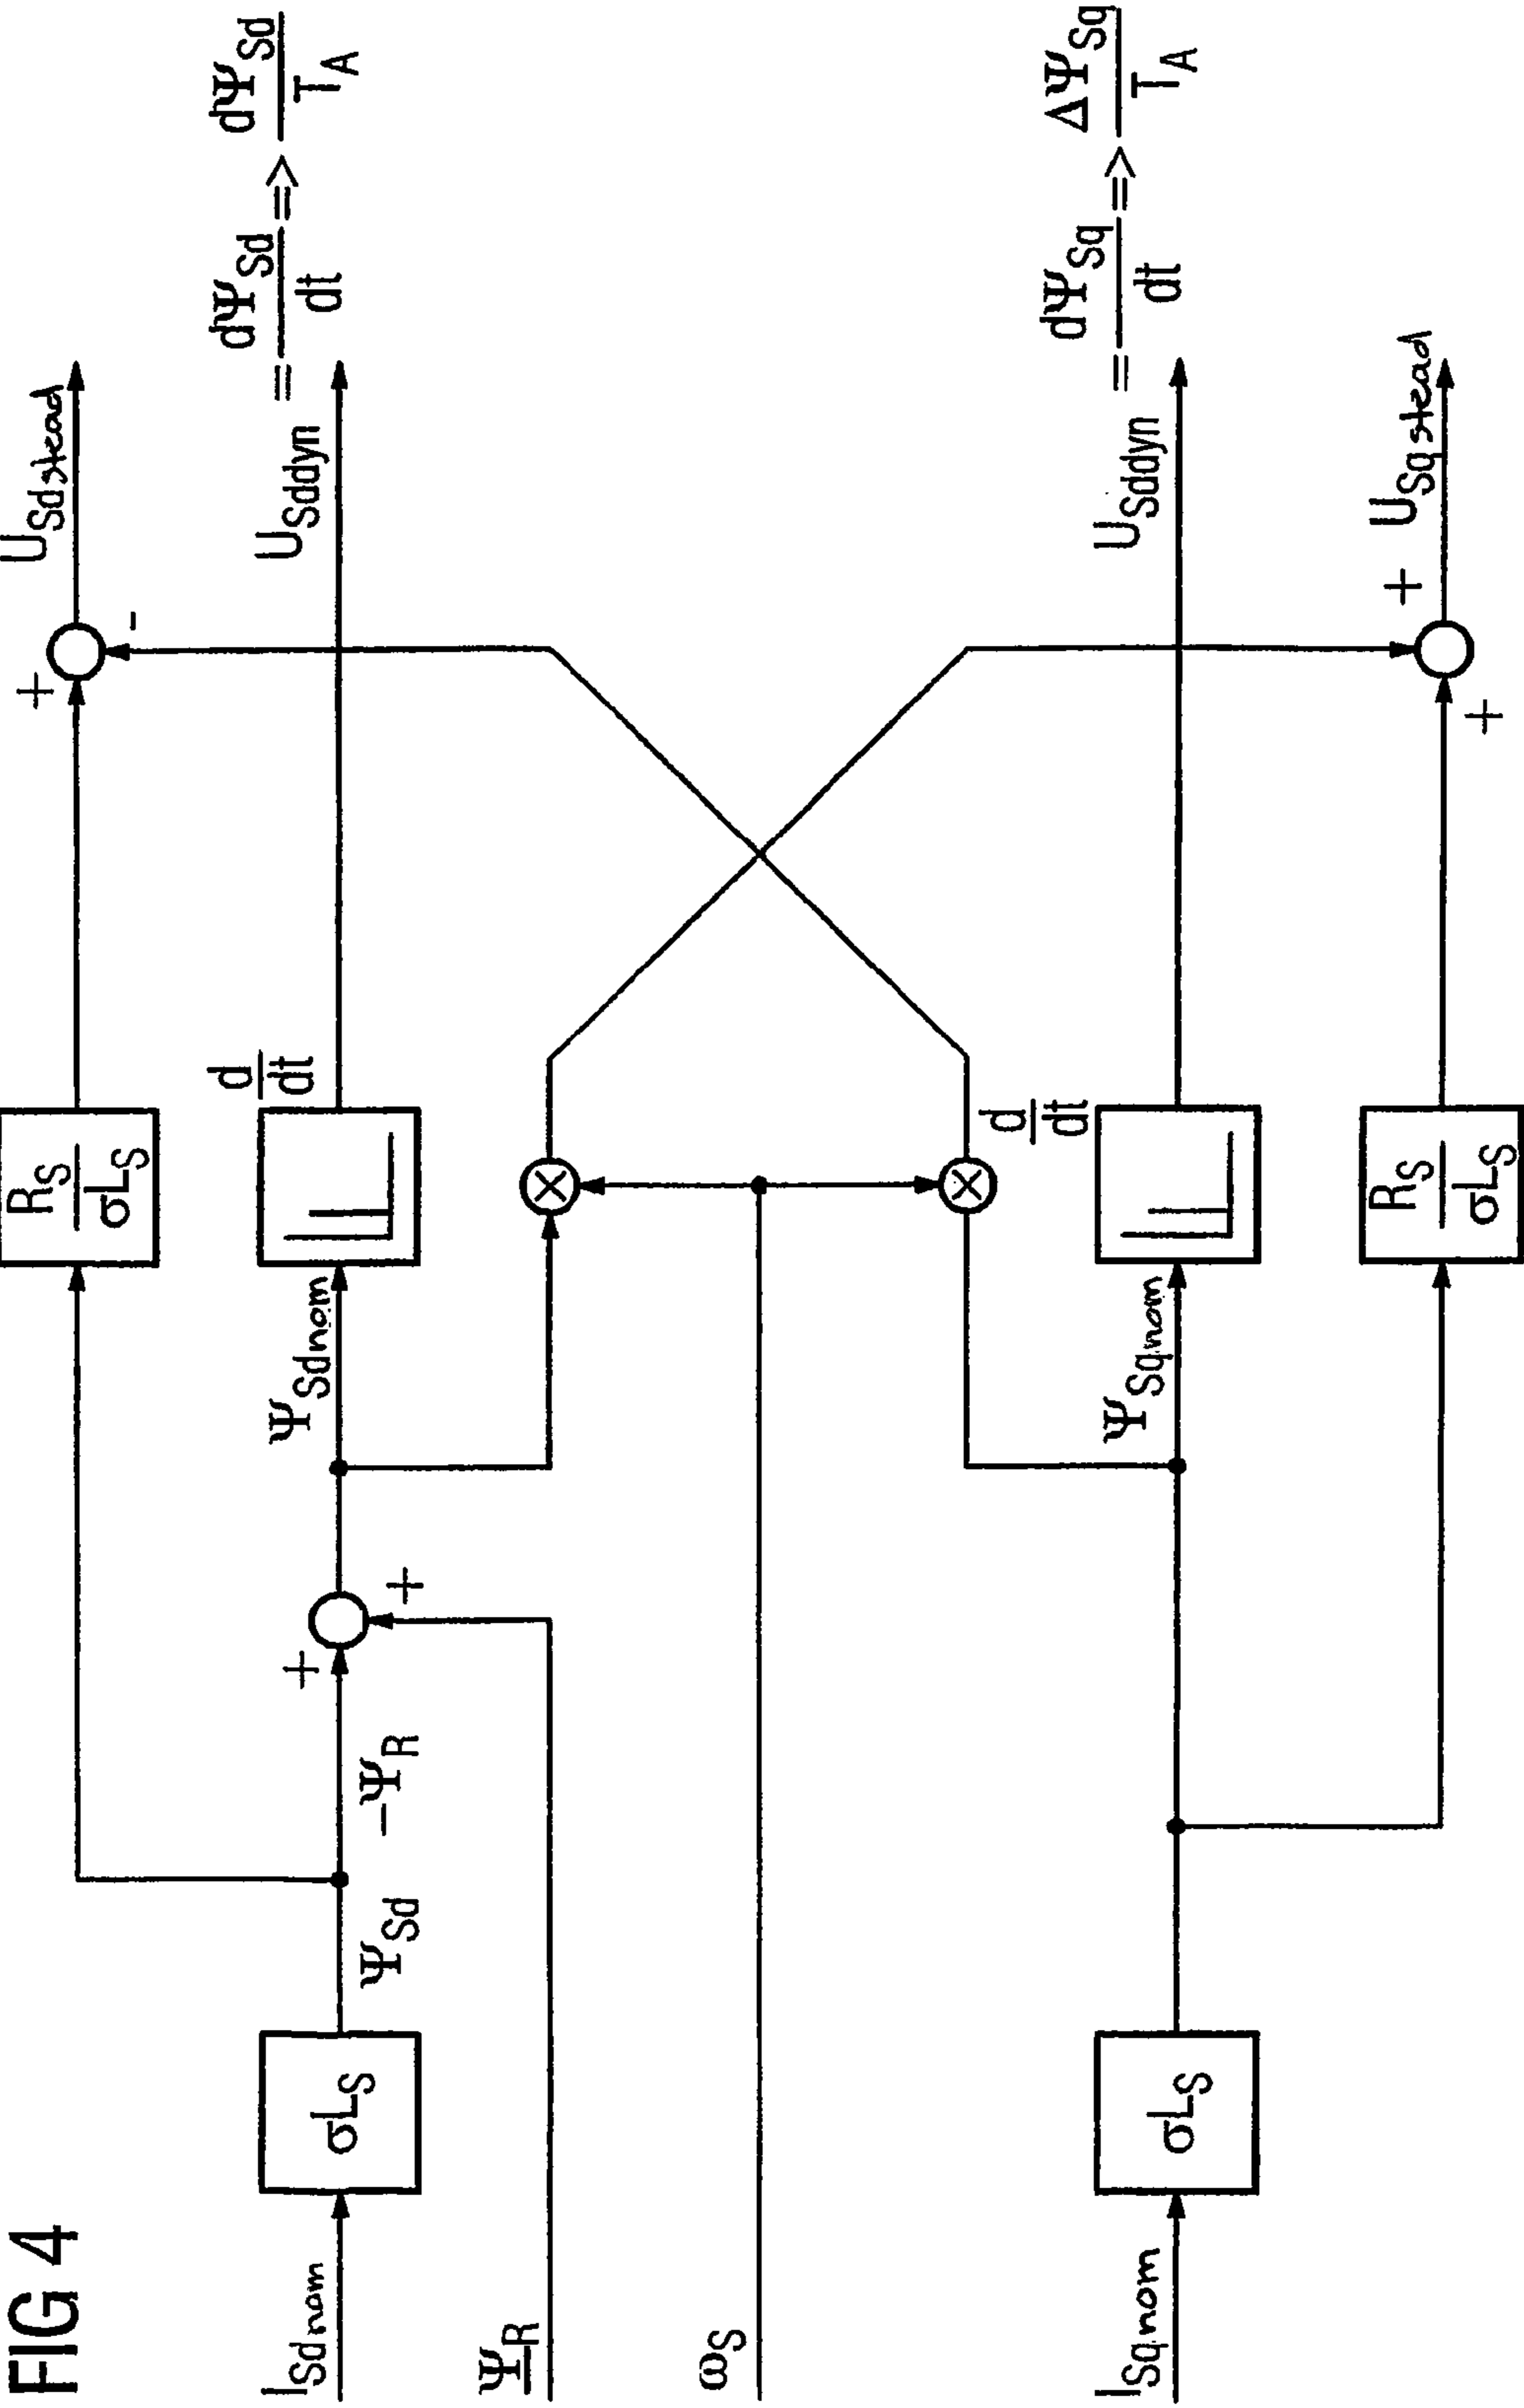 FIG 4
I_Sdnom
Ψ_R
ω_S
I_Sqnom
σL_S
Ψ_Sd −Ψ_R
+
+
Ψ_Sdnom
R_S / σL_S
d/dt
×
×
d/dt
Ψ_Sqnom
σL_S
R_S / σL_S
+
-
U_Sdstead
U_Sddyn = dΨ_Sd/dt => dΨ_Sd/T_A
U_Sddyn = dΨ_Sq/dt => ΔΨ_Sq/T_A
+
+
U_Sqstead